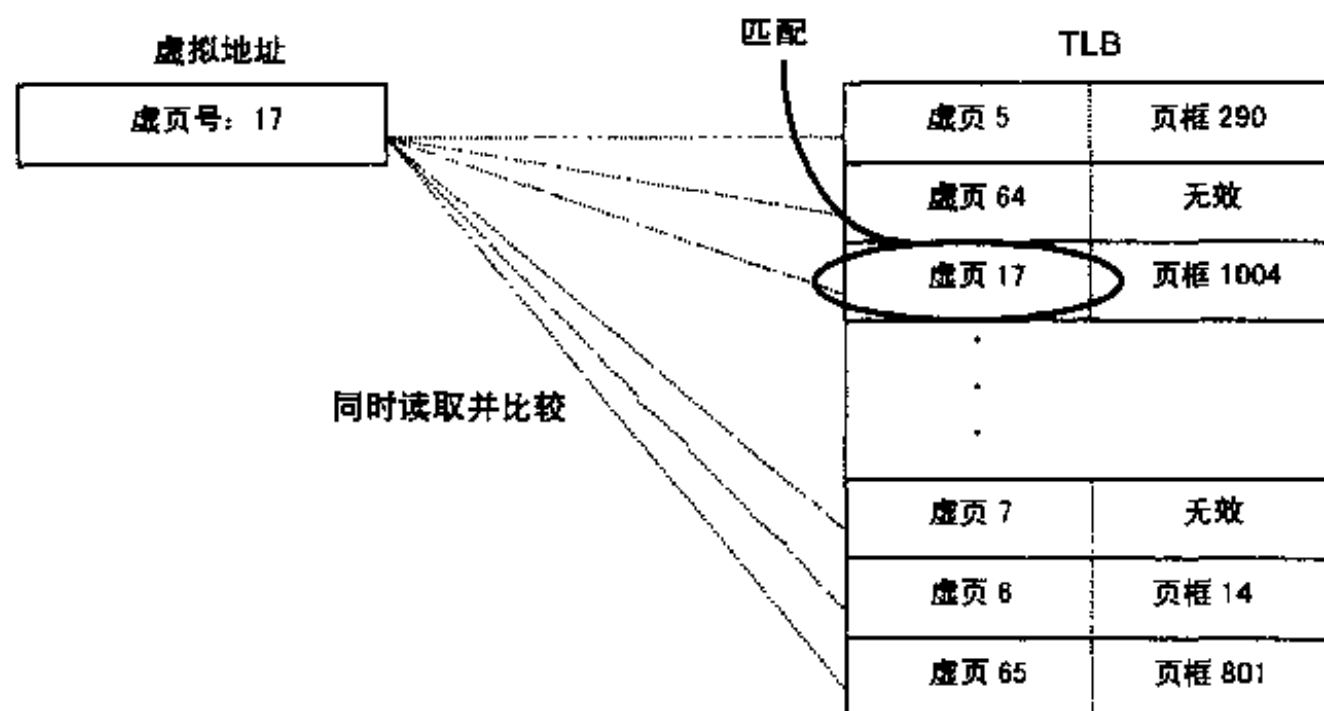 匹配
虚拟地址
TLB
虚页号：17
虚页 5 页框 290
虚页 64 无效
虚页 17 页框 1004
同时读取并比较
虚页 7 无效
虚页 6 页框 14
虚页 65 页框 801